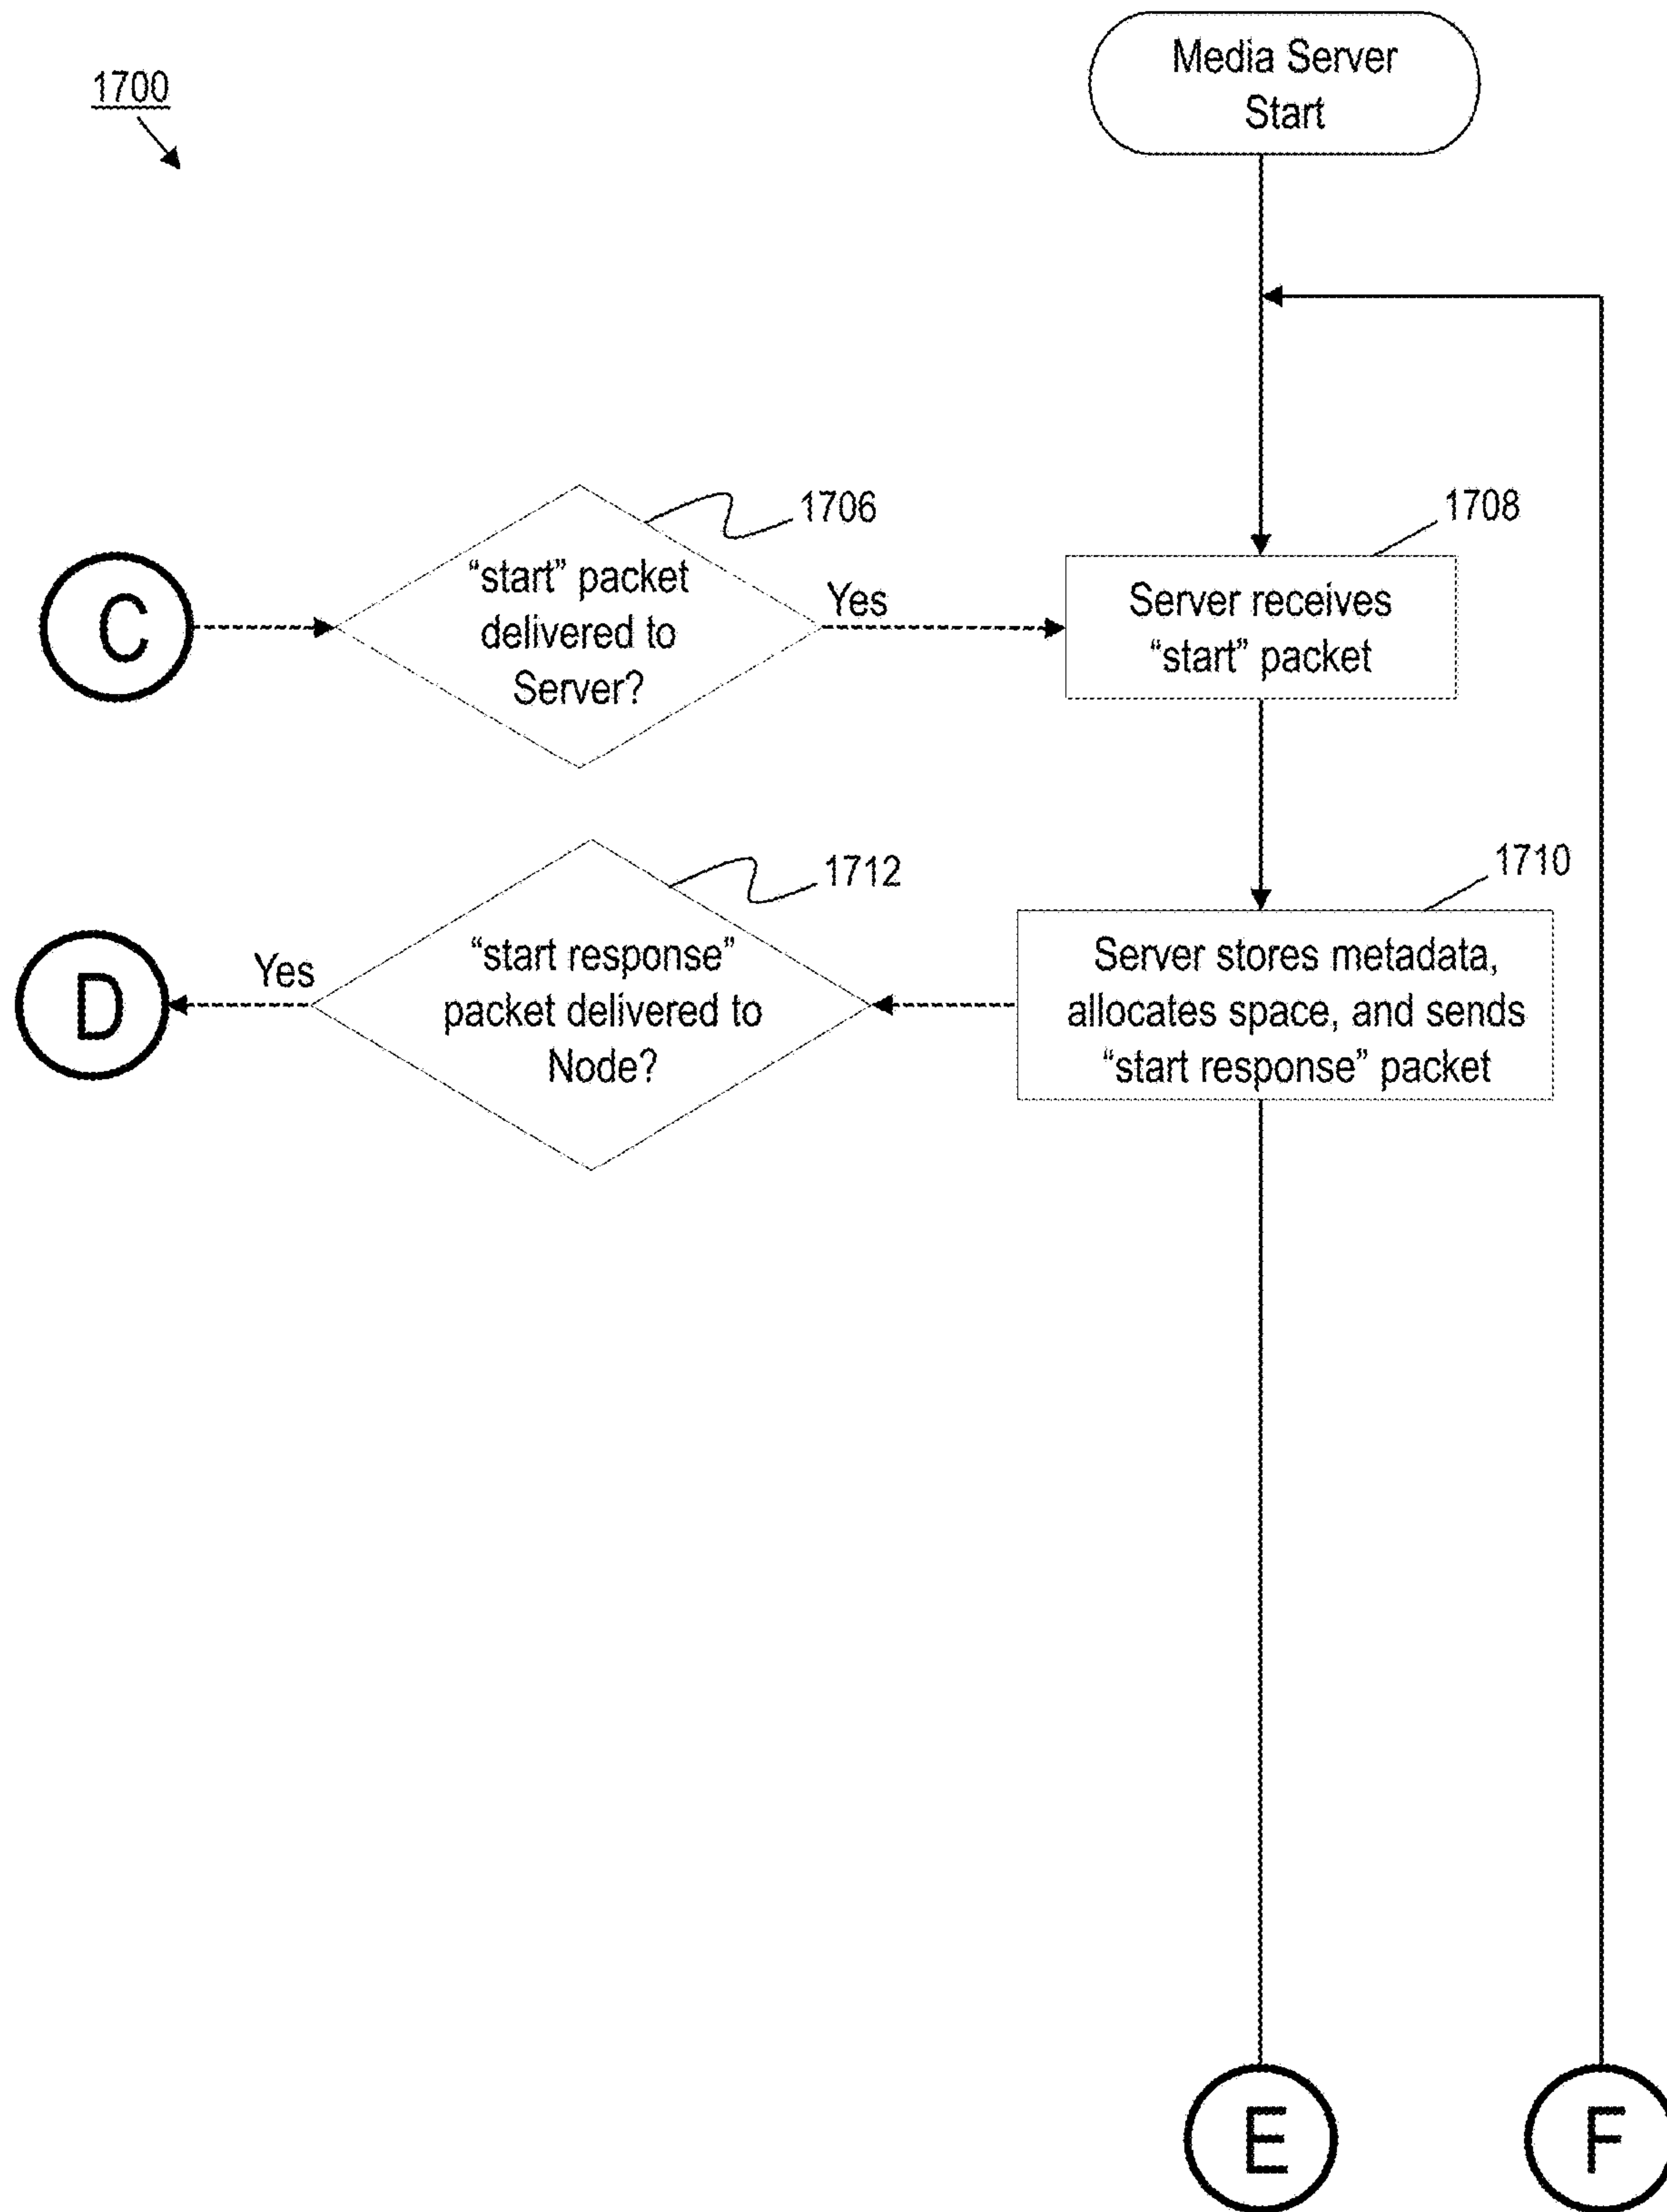 1700
Media Server
Start
1706
1708
C
“start” packet
delivered to
Server?
Yes
Server receives
“start” packet
1712
1710
D
Yes
“start response”
packet delivered to
Node?
Server stores metadata,
allocates space, and sends
“start response” packet
E
F